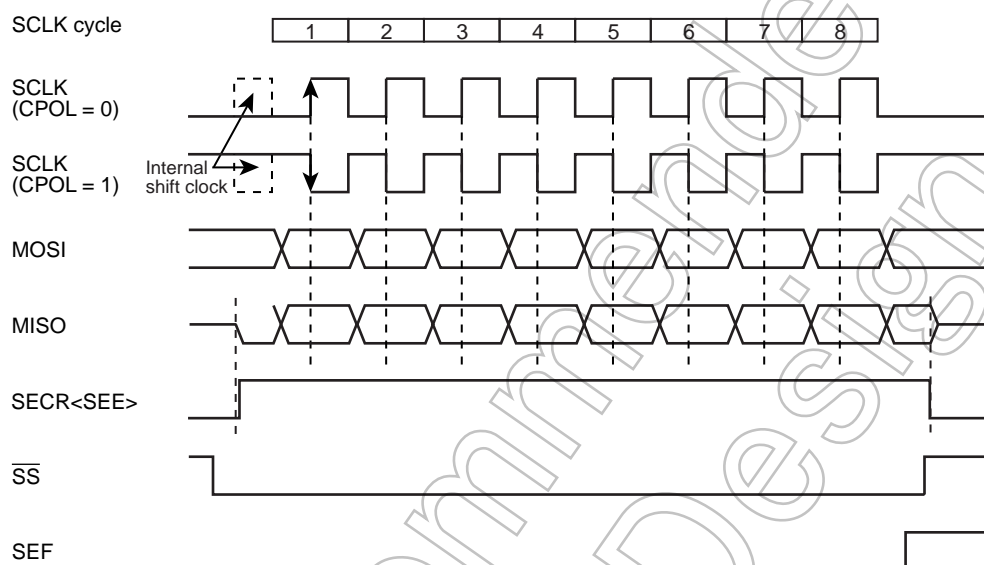 SCLK cycle
1 2 3 4 5 6 7 8
SCLK
(CPOL = 0)
SCLK
(CPOL = 1)
Internal
shift clock
MOSI
MISO
SECR<SEE>
SS
SEF